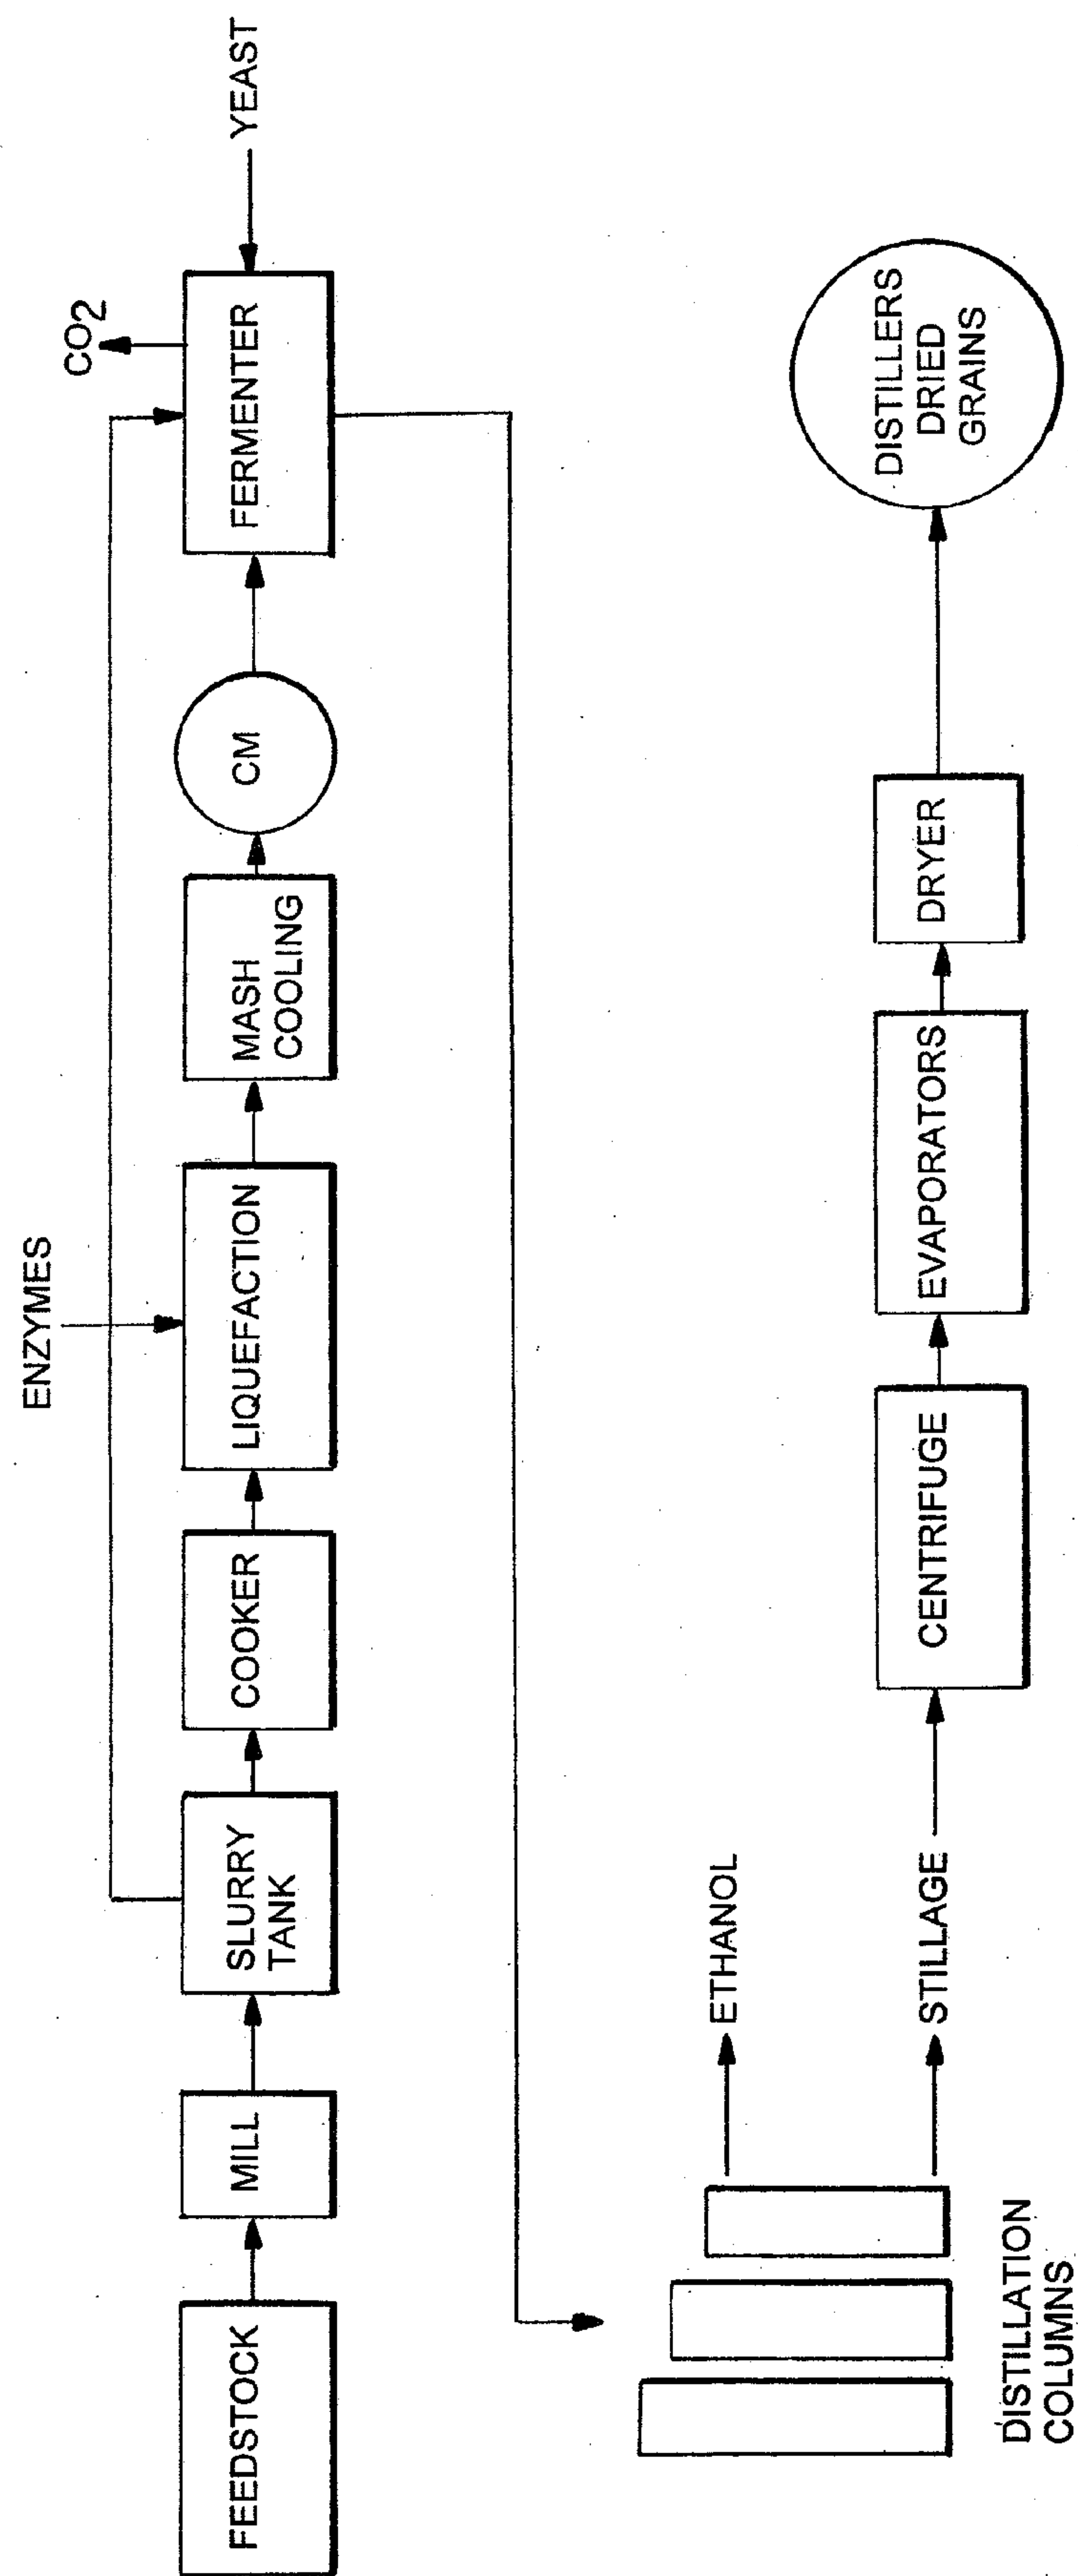 ENZYMES
CO2
YEAST
FEEDSTOCK
MILL
SLURRY
TANK
COOKER
LIQUEFACTION
MASH
COOLING
CM
FERMENTER
ETHANOL
STILLAGE
DISTILLATION
COLUMNS
CENTRIFUGE
EVAPORATORS
DRYER
DISTILLERS
DRIED
GRAINS